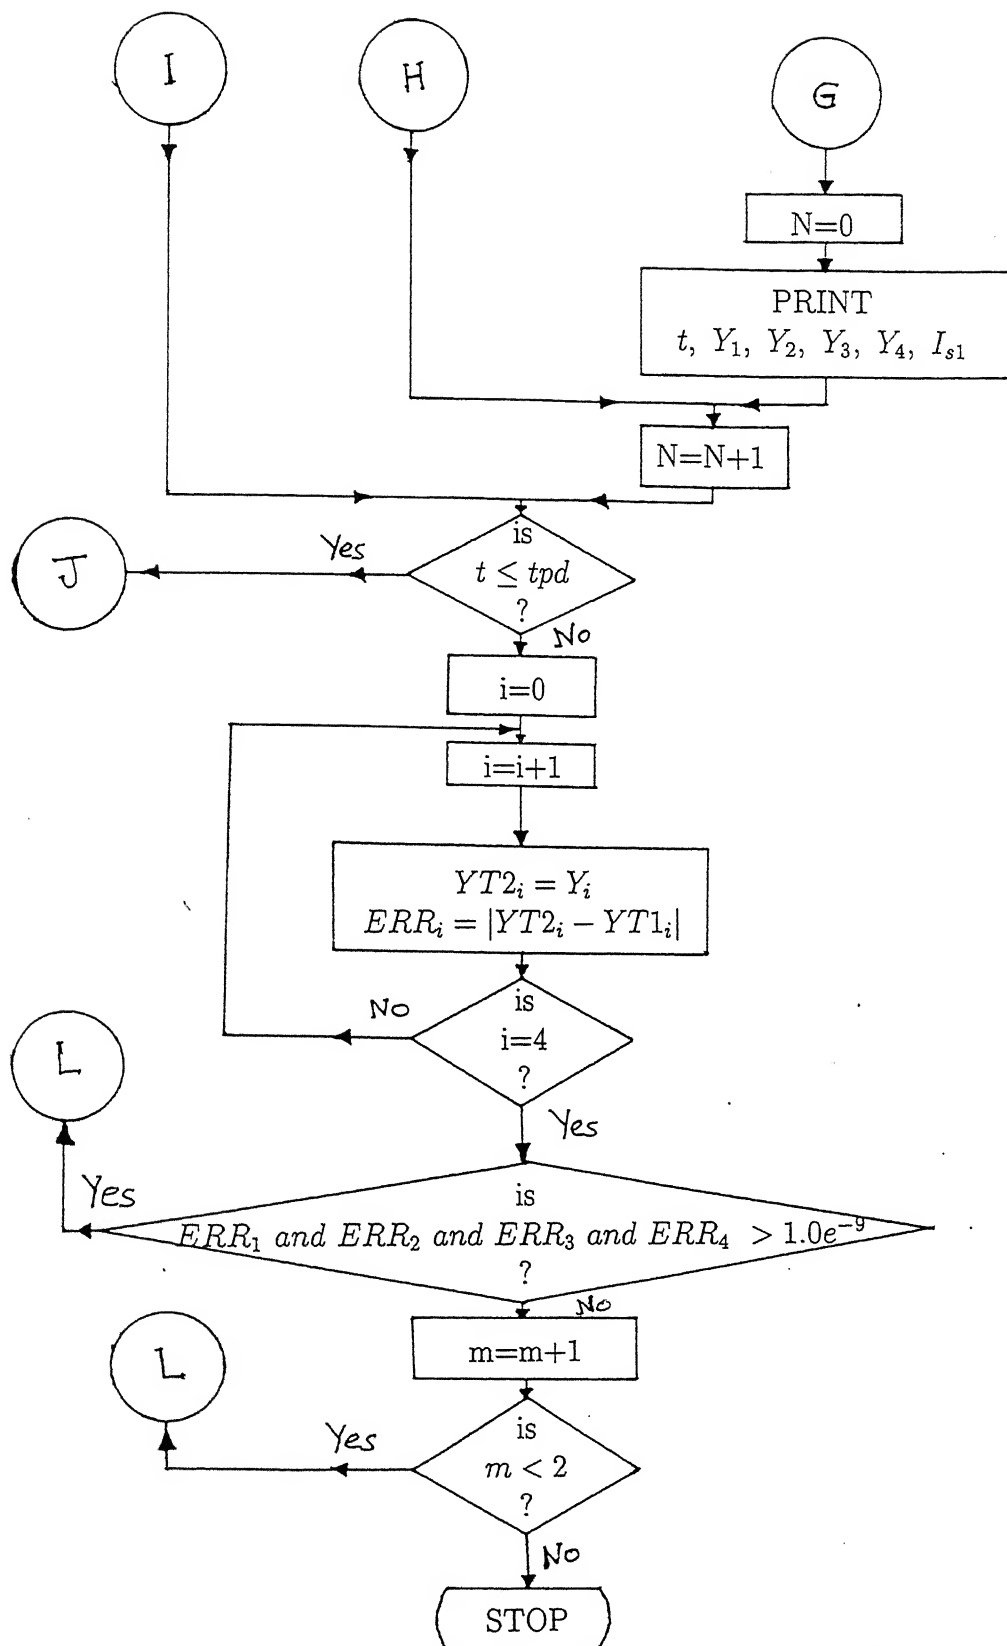 I
H
G
N=0
PRINT
t, Y₁, Y₂, Y₃, Y₄, Iₛ₁
N=N+1
is
t ≤ tpd
?
Yes
J
No
i=0
i=i+1
YT2ᵢ = Yᵢ
ERRᵢ = |YT2ᵢ − YT1ᵢ|
is
i=4
?
No
Yes
L
Yes
is
ERR₁ and ERR₂ and ERR₃ and ERR₄ > 1.0e⁻⁹
?
No
m=m+1
L
is
m < 2
?
Yes
No
STOP